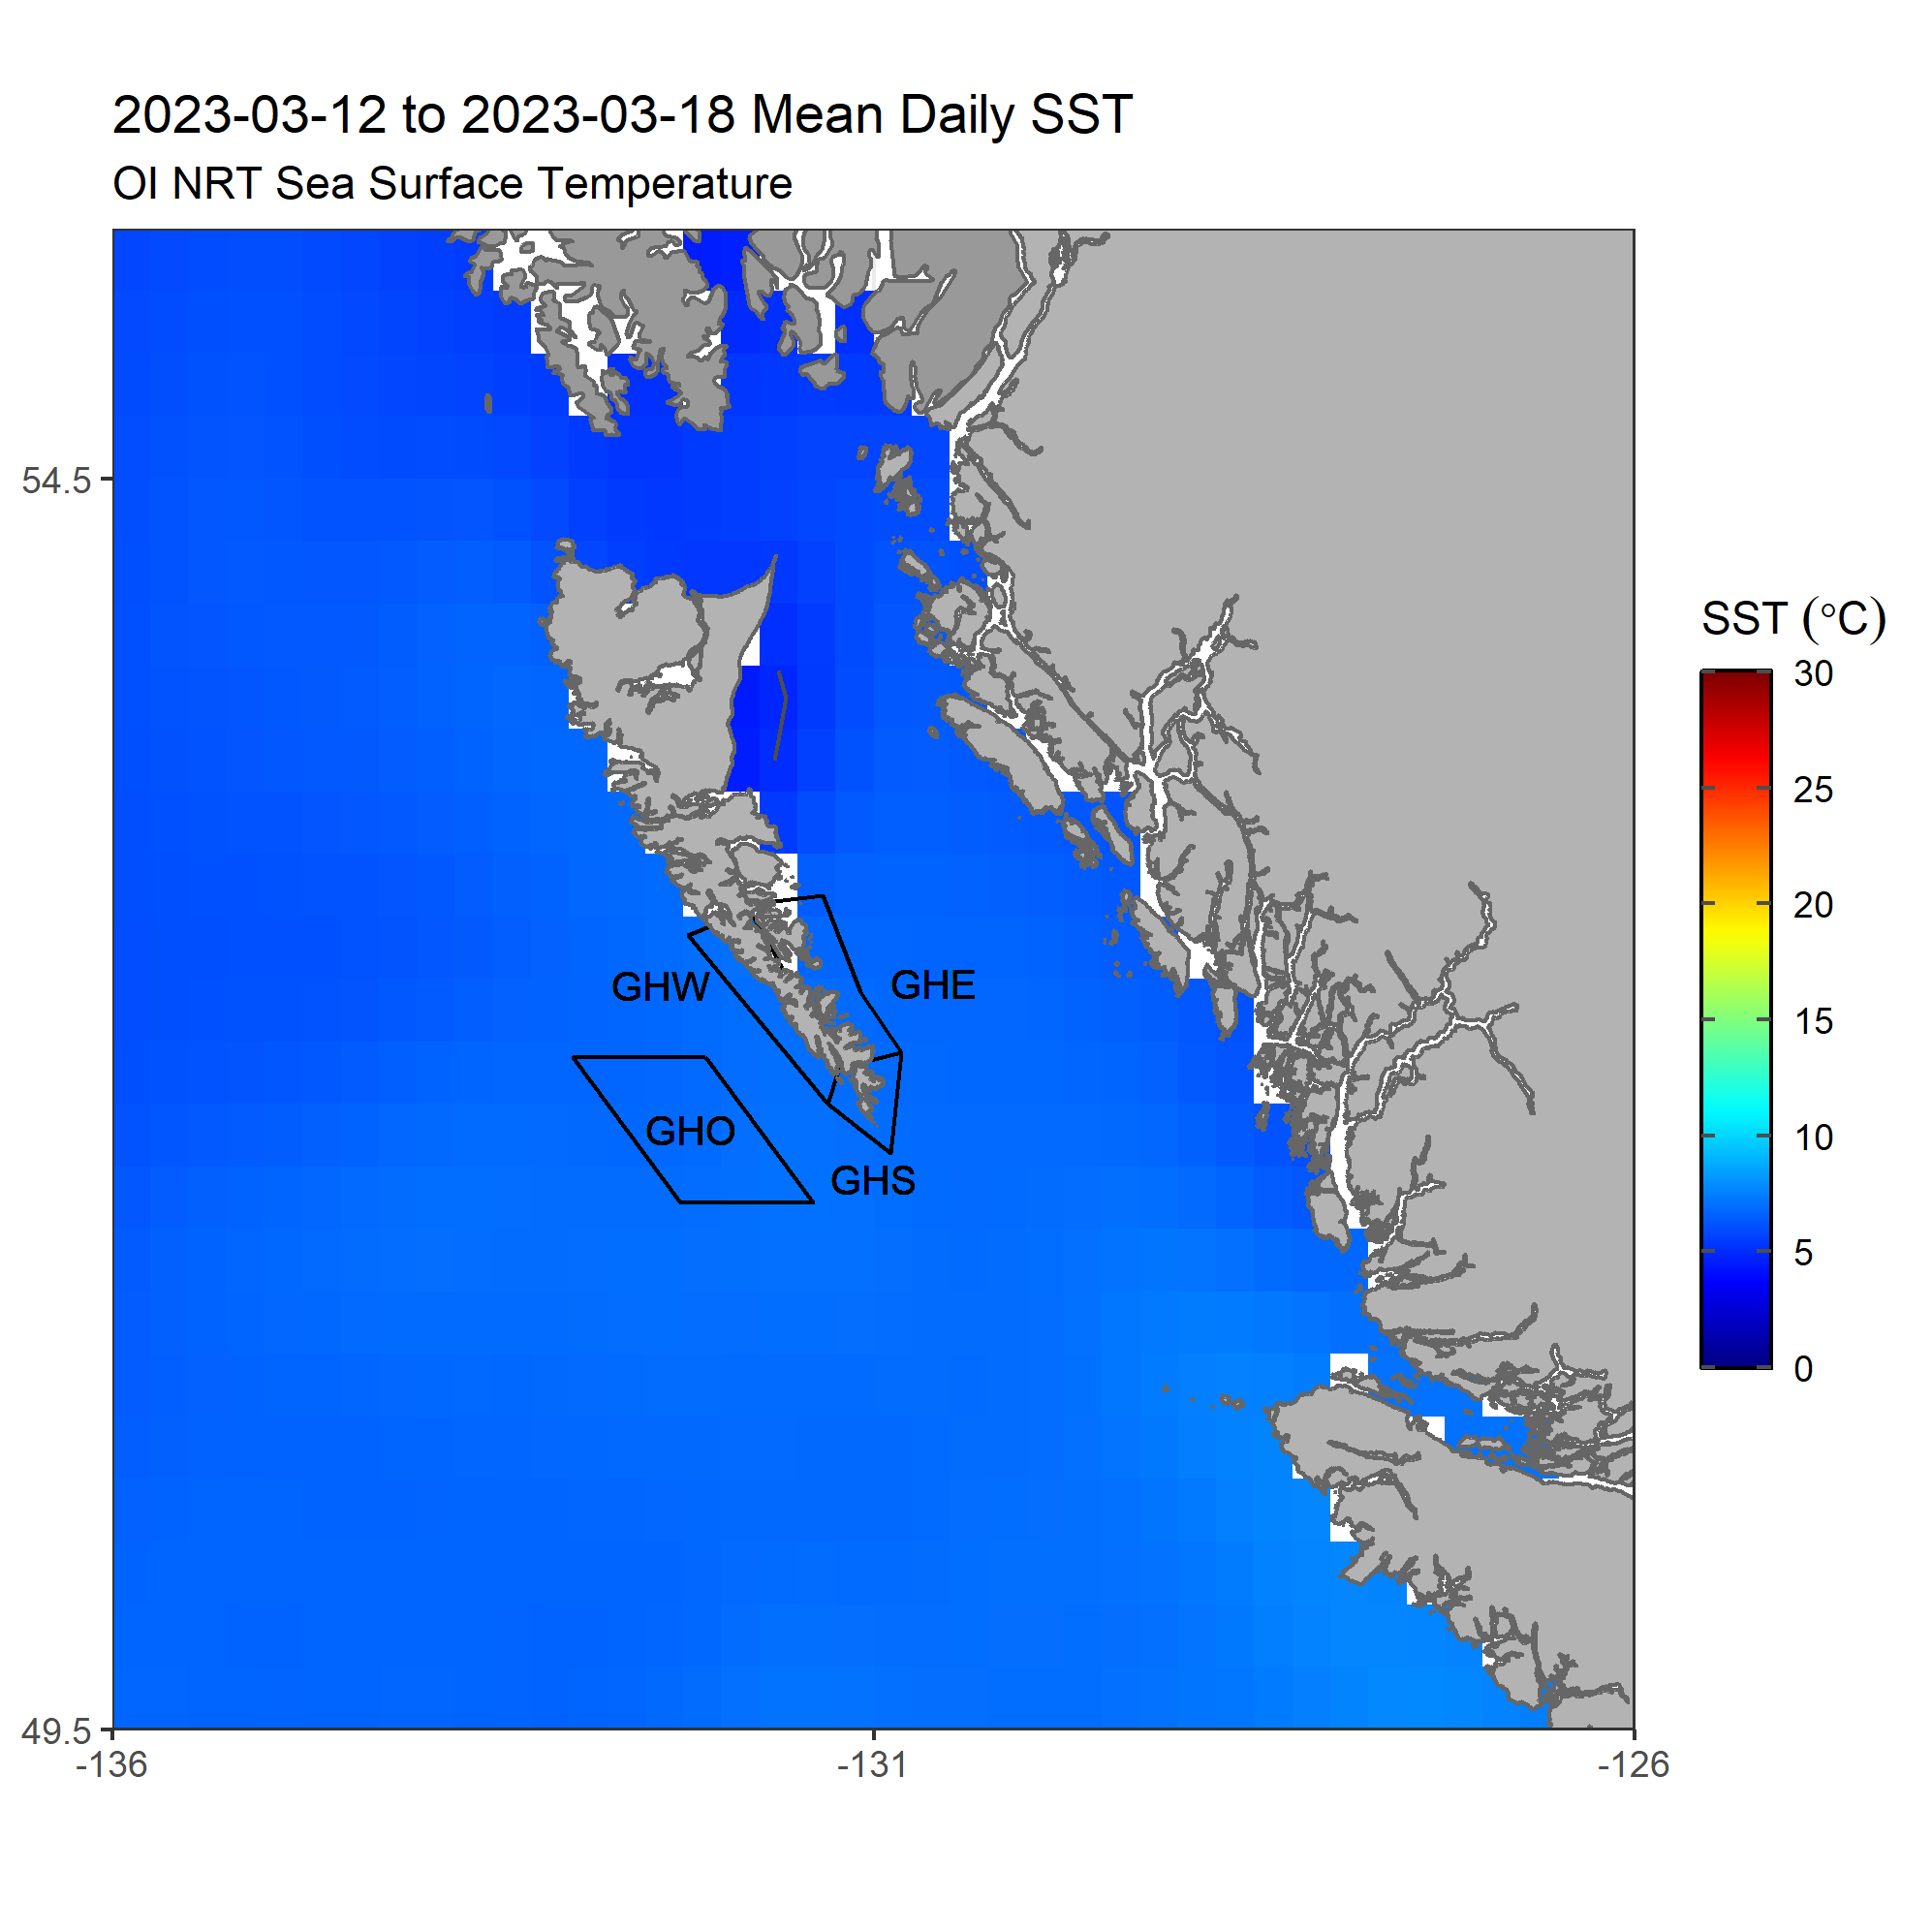 2023-03-12 to 2023-03-18 Mean Daily SST
OI NRT Sea Surface Temperature
54.5
49.5
-136
-131
-126
GHW
GHE
GHO
GHS
SST (°C)
30
25
20
15
10
5
0